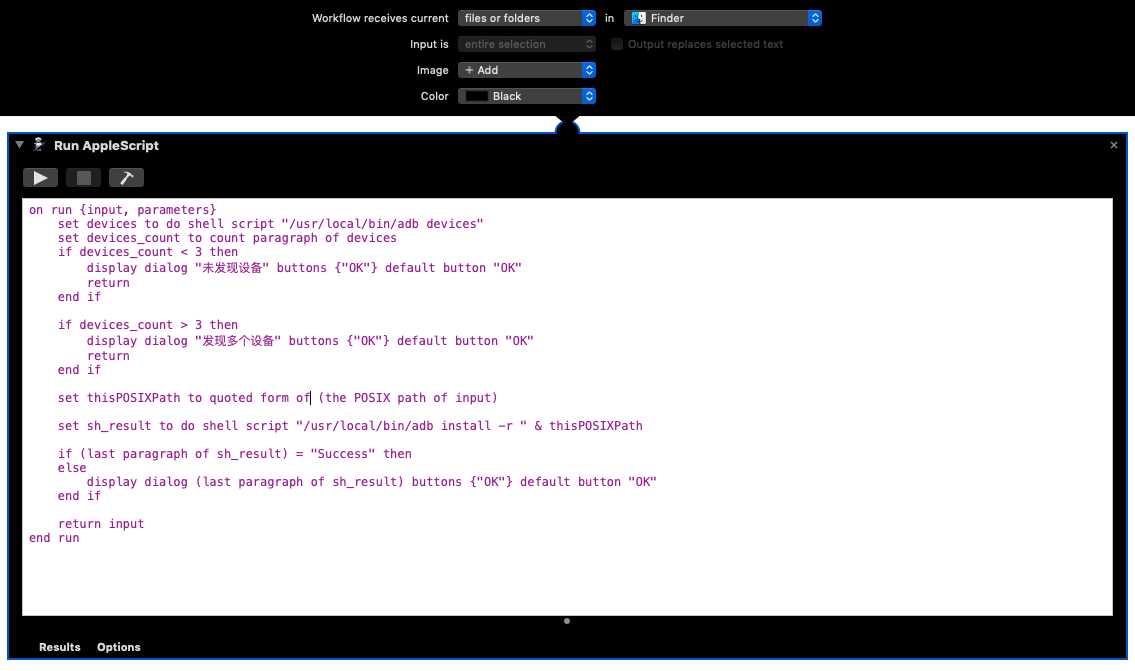 Workflow receives current files or folders in Finder
Input is entire selection Output replaces selected text
Image + Add
Color Black
Run AppleScript
on run {input, parameters}
    set devices to do shell script "/usr/local/bin/adb devices"
    set devices_count to count paragraph of devices
    if devices_count < 3 then
        display dialog "未发现设备" buttons {"OK"} default button "OK"
        return
    end if

    if devices_count > 3 then
        display dialog "发现多个设备" buttons {"OK"} default button "OK"
        return
    end if

    set thisPOSIXPath to quoted form of (the POSIX path of input)

    set sh_result to do shell script "/usr/local/bin/adb install -r " & thisPOSIXPath

    if (last paragraph of sh_result) = "Success" then
    else
        display dialog (last paragraph of sh_result) buttons {"OK"} default button "OK"
    end if

    return input
end run
Results Options